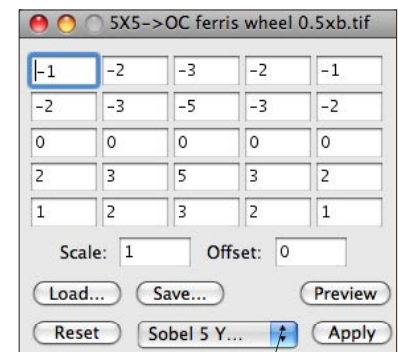 5X5->OC ferris wheel 0.5xb.tif
-1 -2 -3 -2 -1
-2 -3 -5 -3 -2
0 0 0 0 0
2 3 5 3 2
1 2 3 2 1
Scale: 1 Offset: 0
Load... Save... Preview
Reset Sobel 5 Y... Apply